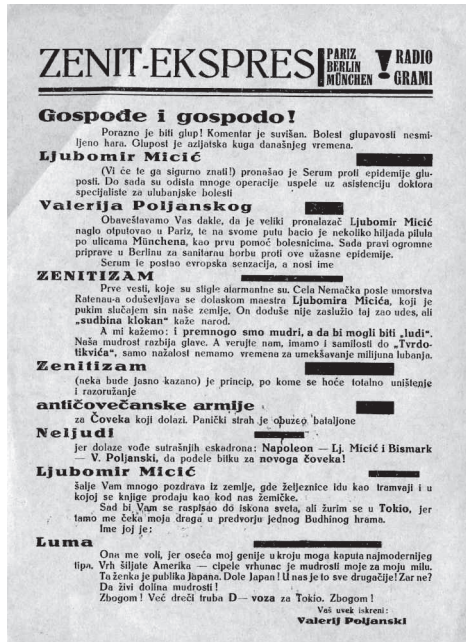 ZENIT-EKSPRES
PARIZ
BERLIN
MÜNCHEN
! RADIO
GRAMI
Gospođe i gospodo!
Porazno je biti glup! Komentar je suvišan. Bolest glupavosti nesmi-
ljeno hara. Glupost je azijatska kuga današnjeg vremena.
Ljubomir Micić
(Vi će te ga sigurno znati!) pronašao je Serum protiv epidemije glu-
posti. Do sada su odista mnoge operacije uspele uz asistenciju doktora
specijaliste za ulubanjske bolesti
Valerija Poljanskog
Obaveštavamo Vas dakle, da je veliki pronalazač Ljubomir Micić
naglo otputovao u Pariz, te na svome putu bacio je nekoliko hiljada pilula
po ulicama Münchena, kao prvu pomoć bolesnicima. Sada pravi ogromne
priprave u Berlinu za sanitarnu borbu proti ove užasne epidemije.
Serum je postao evropska senzacija, a nosi ime
ZENITIZAM
Prve vesti, koje su stigle alarmantne su. Cela Nemačka posle umorstva
Ratenau-a oduševljava se dolaskom maestra Ljubomira Micića, koji je
pukim slučajem sin naše zemje. On doduše nije zaslužio taj zao udes, ali
„sudbina klokan“ kaže narod.
A mi kažemo: i premnogo smo mudri, a da bi mogli biti „ludi“.
Naša mudrost razbija glave. A verujte nam, imamo i samilosti do „Tvrdo-
tikvića“, samo nažalost nemamo vremena za umekšavanje milijuna lubanja.
Zenitizam
(neka bude jasno kazano) je princip, po kome se hoće totalno uništenje
i razoružanje
antičovečanske armije
za Čoveka koji dolazi. Panički strah je obuzeo bataljone
Neljudi
jer dolaze vođe sutrašnjih eskadrona: Napoleon — Lj. Micić i Bismark
— V. Poljanski, da podele bitku za novoga čoveka!
Ljubomir Micić
šalje Vam mnogo pozdrava iz zemlje, gde željeznice idu kao tramvaji i u
kojoj se knjige prodaju kao kod nas žemičke.
Sad bi Vam se raspisao do iskona sveta, ali žurim se u Tokio, jer
tamo me čeka moja draga u predvorju jednog Budhinog hrama.
Ime joj je:
Luma
Ona me voli, jer oseća moj genije u kroju moga kaputa najmodernijeg
tipa. Vrh šiljate Amerika — cipele vrhunac je mudrosti moje za moju milu.
Ta ženka je publika Japana. Dole Japan! U nas je to sve drugačije! Zar ne?
Da živi dolina mudrosti!
Zbogom! Već dreči truba D— voza za Tokio. Zbogom!
Vaš uvek iskreni:
Valerij Poljanski